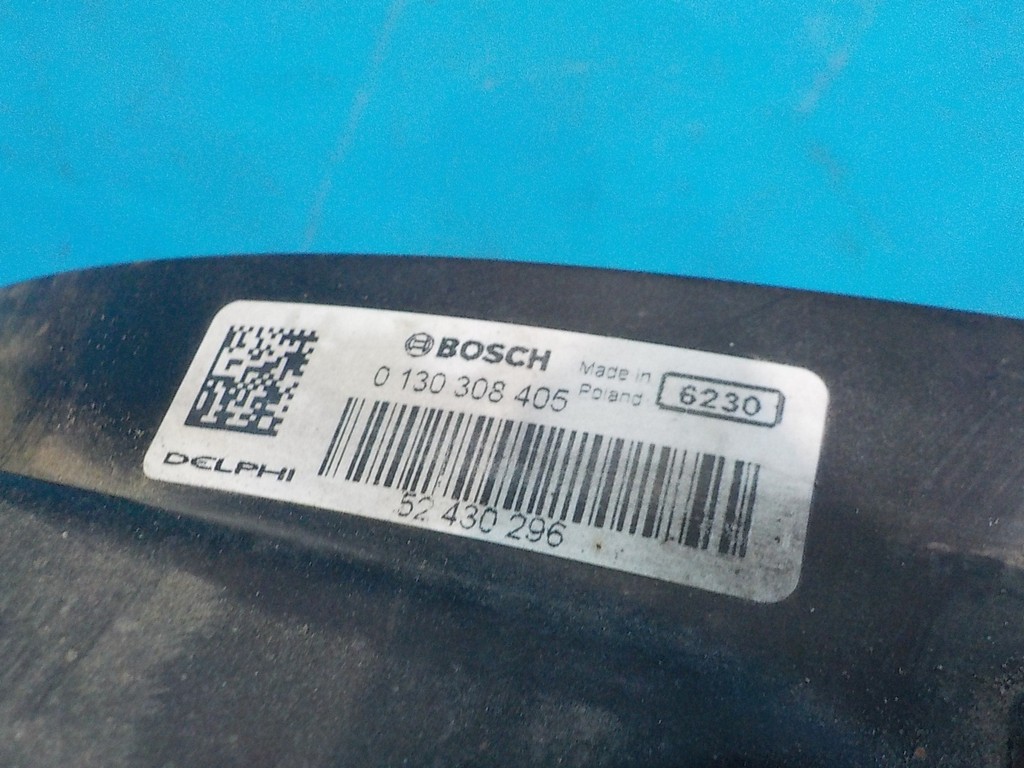 BOSCH
0 130 308 405
Made in
Poland
6230
DELPHI
52 430 296